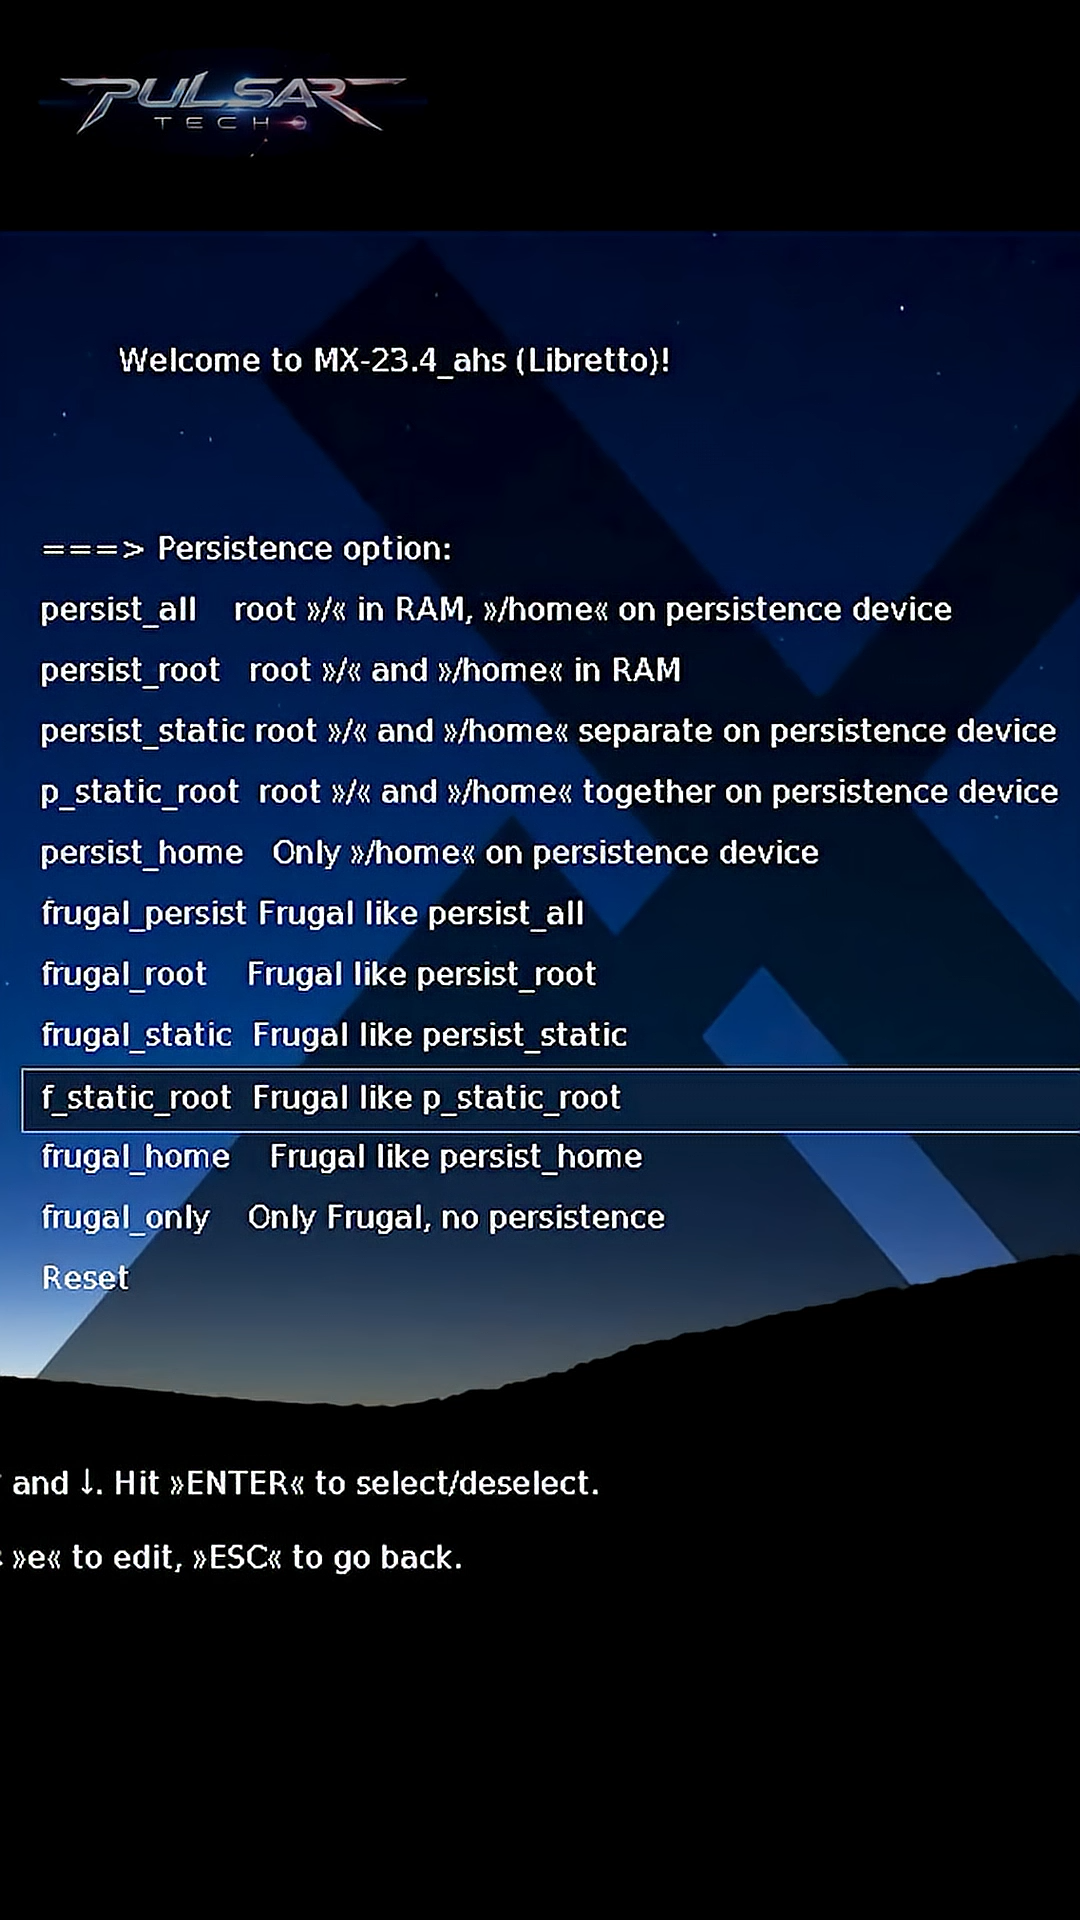 PULSAR
TECH
Welcome to MX-23.4_ahs (Libretto)!
===> Persistence option:
persist_all root »/« in RAM, »/home« on persistence device
persist_root root »/« and »/home« in RAM
persist_static root »/« and »/home« separate on persistence device
p_static_root root »/« and »/home« together on persistence device
persist_home Only »/home« on persistence device
frugal_persist Frugal like persist_all
frugal_root Frugal like persist_root
frugal_static Frugal like persist_static
f_static_root Frugal like p_static_root
frugal_home Frugal like persist_home
frugal_only Only Frugal, no persistence
Reset
and ↓. Hit »ENTER« to select/deselect.
»e« to edit, »ESC« to go back.